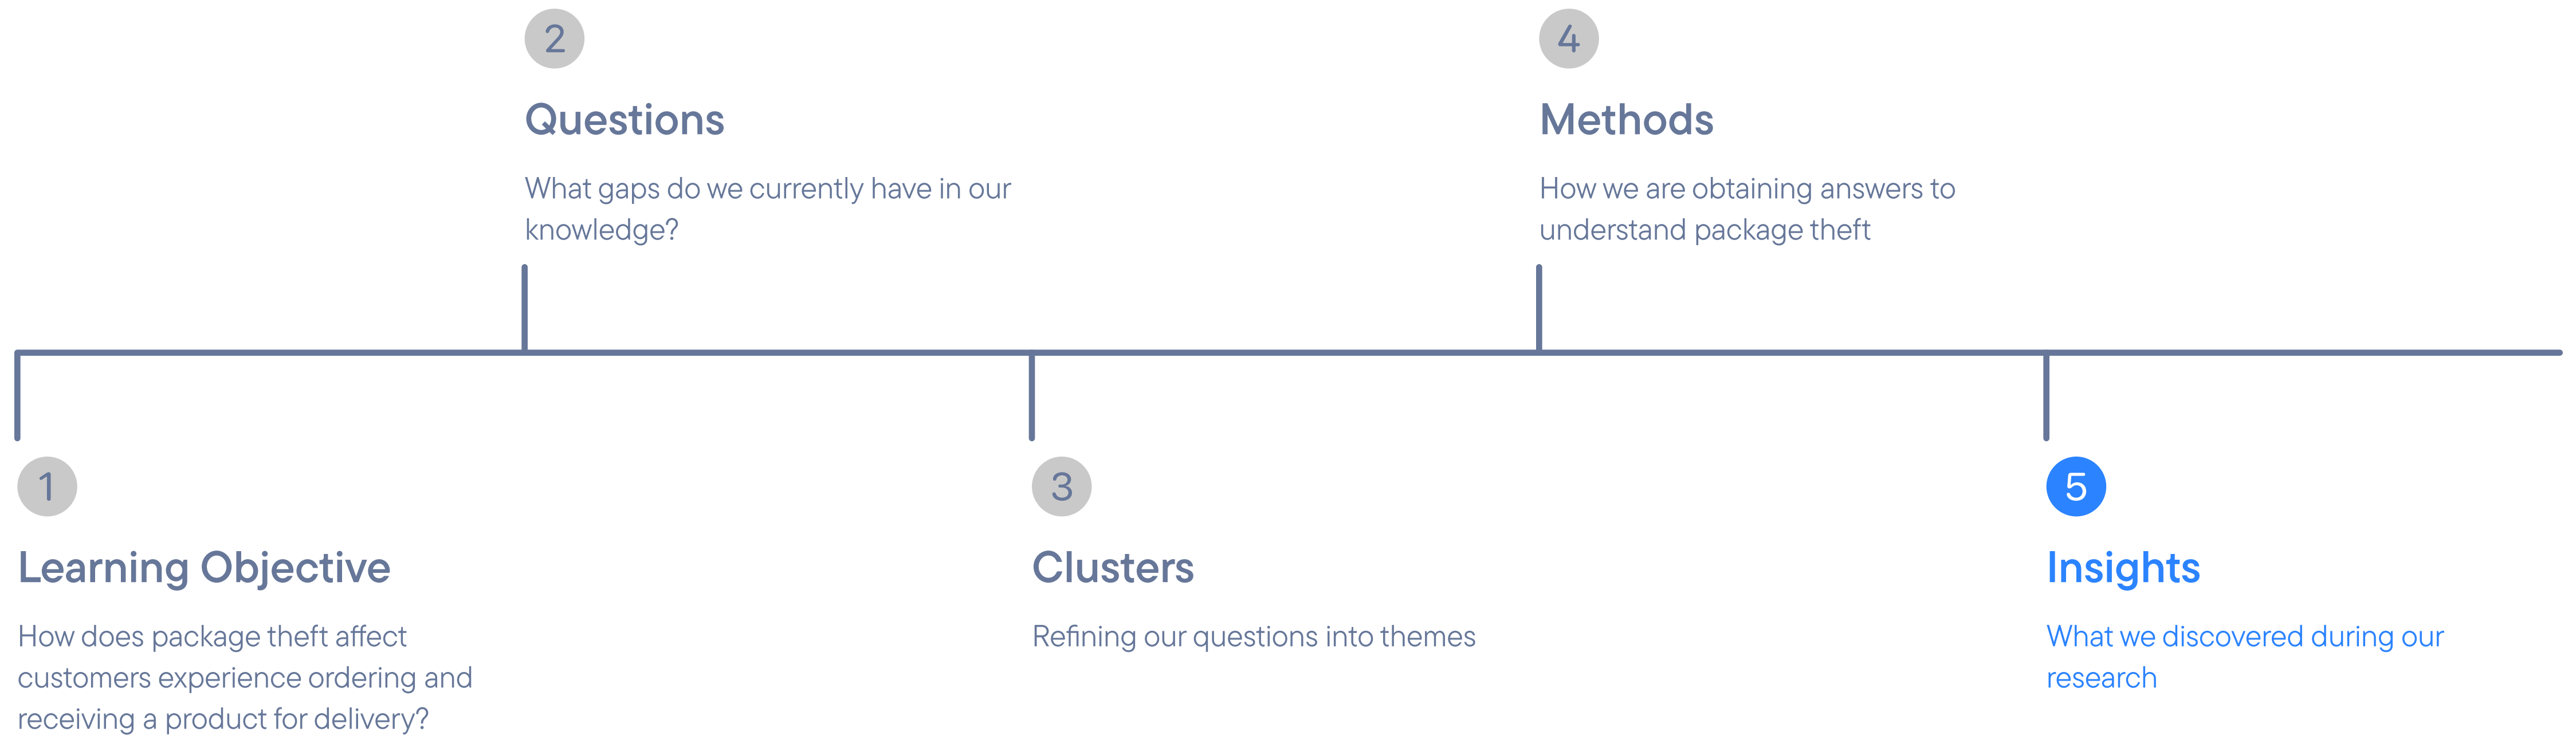 1
Learning Objective
How does package theft affect
customers experience ordering and
receiving a product for delivery?
2
Questions
What gaps do we currently have in our
knowledge?
3
Clusters
Refining our questions into themes
4
Methods
How we are obtaining answers to
understand package theft
5
Insights
What we discovered during our
research